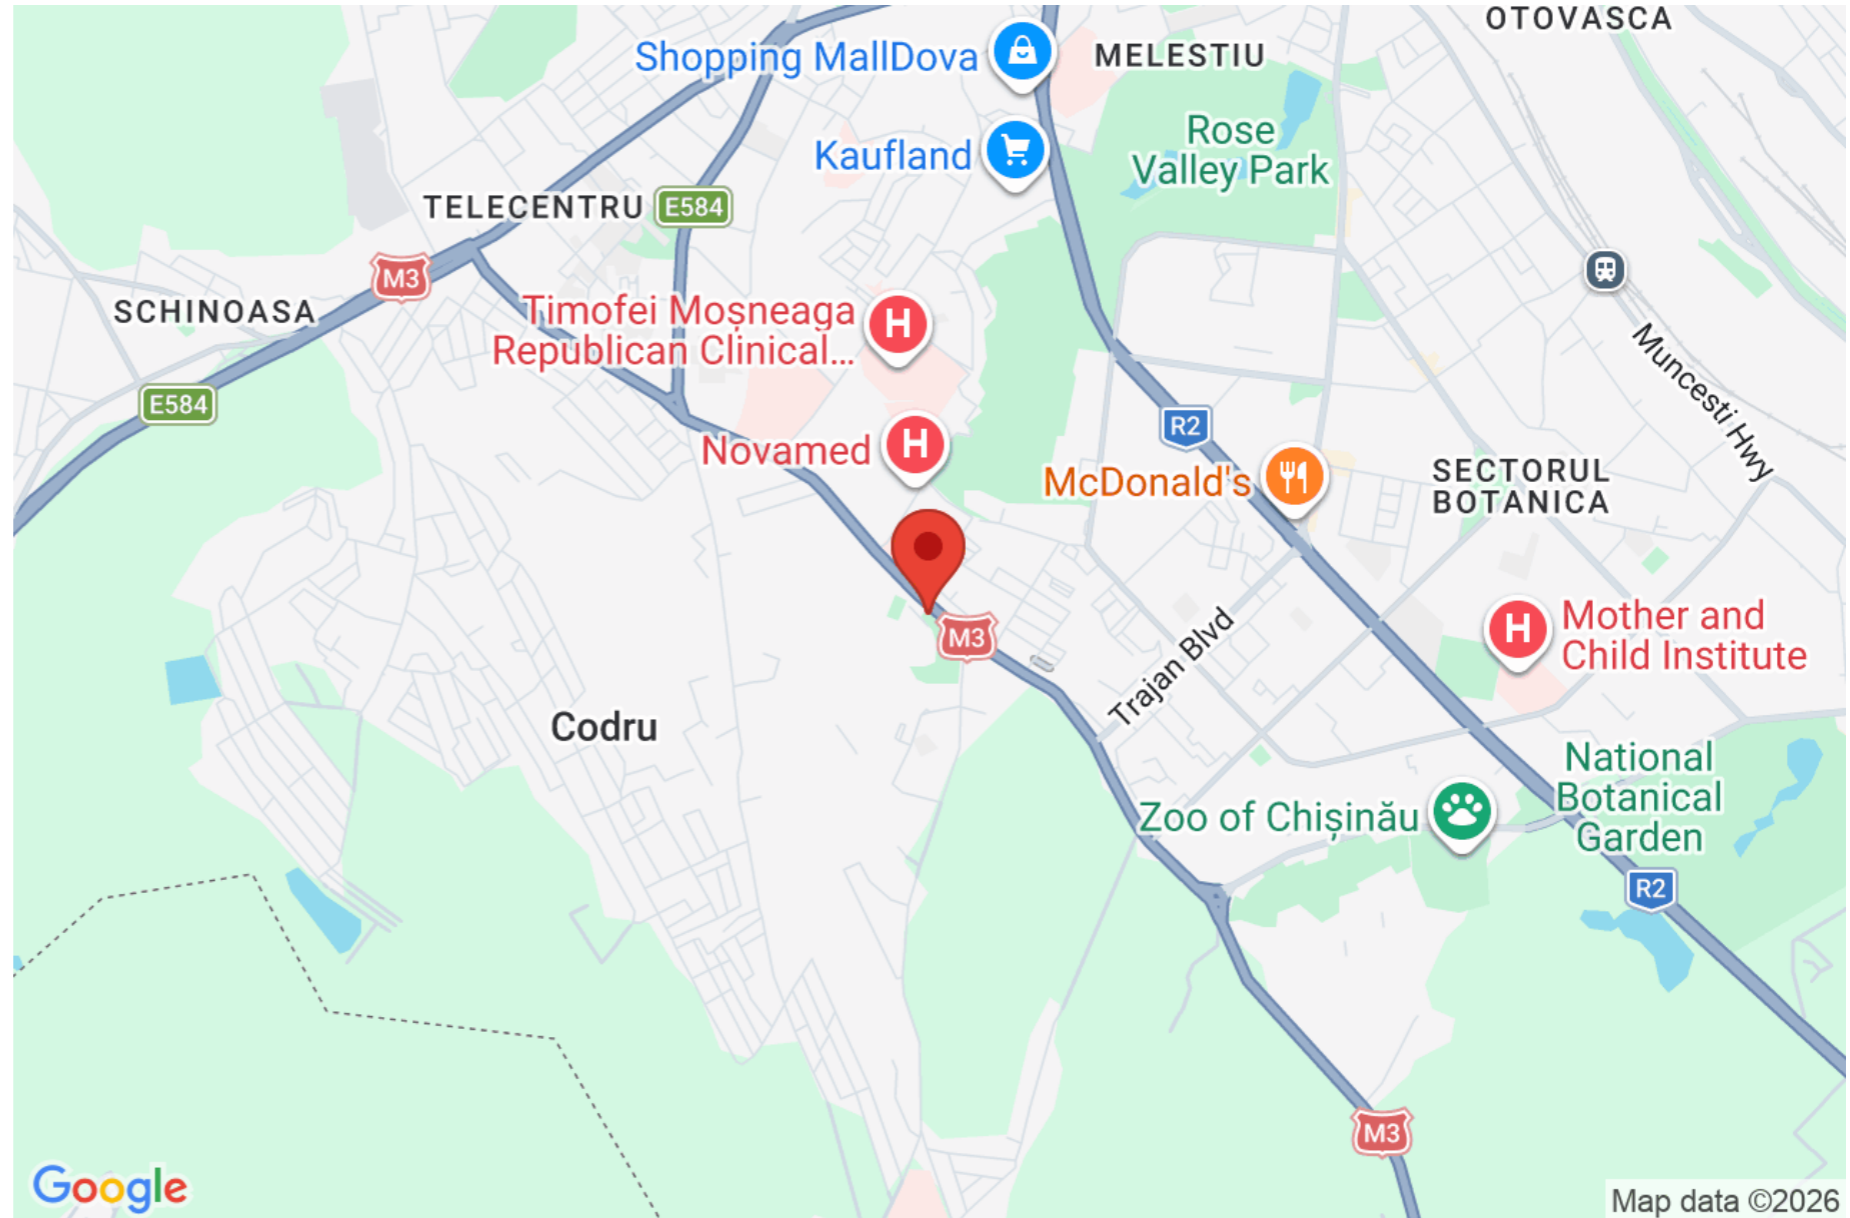 OTOVASCA
Shopping MallDova
MELESTIU
Rose
Valley Park
Kaufland
TELECENTRU
E584
M3
SCHINOASA
Timofei Moșneaga
Republican Clinical...
Muncesti Hwy
E584
R2
Novamed
McDonald's
SECTORUL
BOTANICA
M3
Trajan Blvd
Mother and
Child Institute
Codru
National
Botanical
Garden
Zoo of Chișinău
R2
M3
Google
Map data ©2026